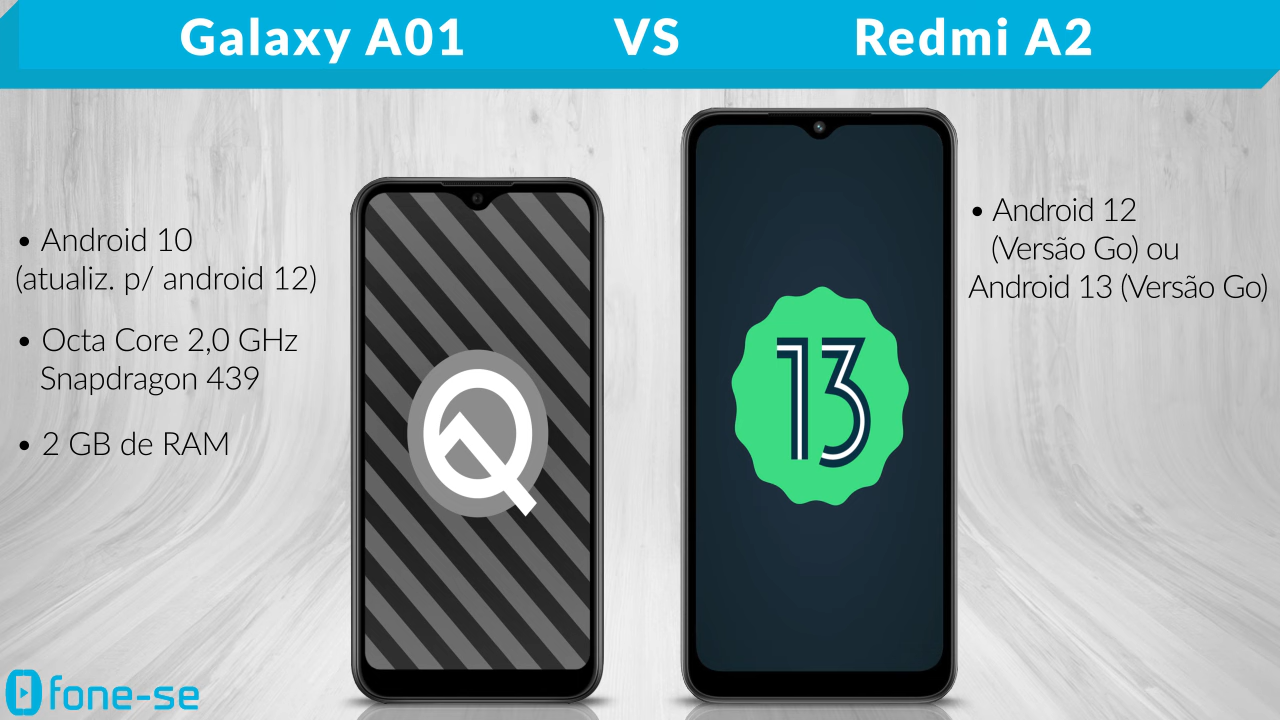 Galaxy A01 VS Redmi A2
• Android 10
(atualiz. p/ android 12)
• Octa Core 2,0 GHz
Snapdragon 439
• 2 GB de RAM
• Android 12
(Versão Go) ou
Android 13 (Versão Go)
Q
13
fone-se